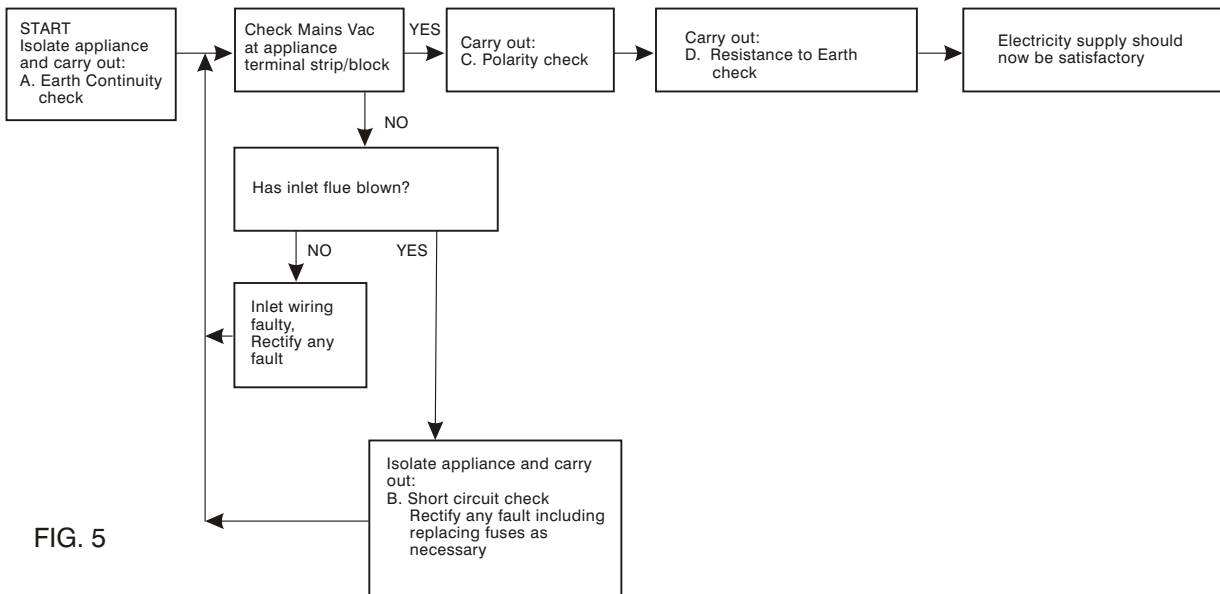 START
Isolate appliance
and carry out:
A. Earth Continuity
check
Check Mains Vac
at appliance
terminal strip/block
YES
Carry out:
C. Polarity check
Carry out:
D. Resistance to Earth
check
Electricity supply should
now be satisfactory
NO
Has inlet flue blown?
NO
YES
Inlet wiring
faulty,
Rectify any
fault
Isolate appliance and carry
out:
B. Short circuit check
Rectify any fault including
replacing fuses as
necessary
FIG. 5